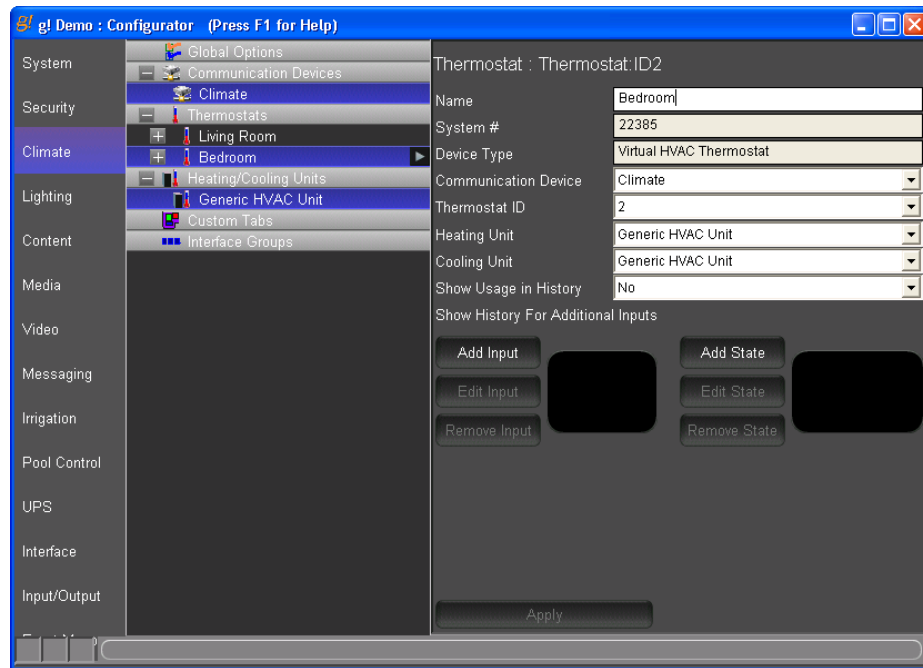 g! g! Demo : Configurator (Press F1 for Help)
System
Security
Climate
Lighting
Content
Media
Video
Messaging
Irrigation
Pool Control
UPS
Interface
Input/Output
Global Options
Communication Devices
Climate
Thermostats
Living Room
Bedroom
Heating/Cooling Units
Generic HVAC Unit
Custom Tabs
Interface Groups
Thermostat : Thermostat:ID2
Name Bedroom
System # 22385
Device Type Virtual HVAC Thermostat
Communication Device Climate
Thermostat ID 2
Heating Unit Generic HVAC Unit
Cooling Unit Generic HVAC Unit
Show Usage in History No
Show History For Additional Inputs
Add Input Add State
Edit Input Edit State
Remove Input Remove State
Apply